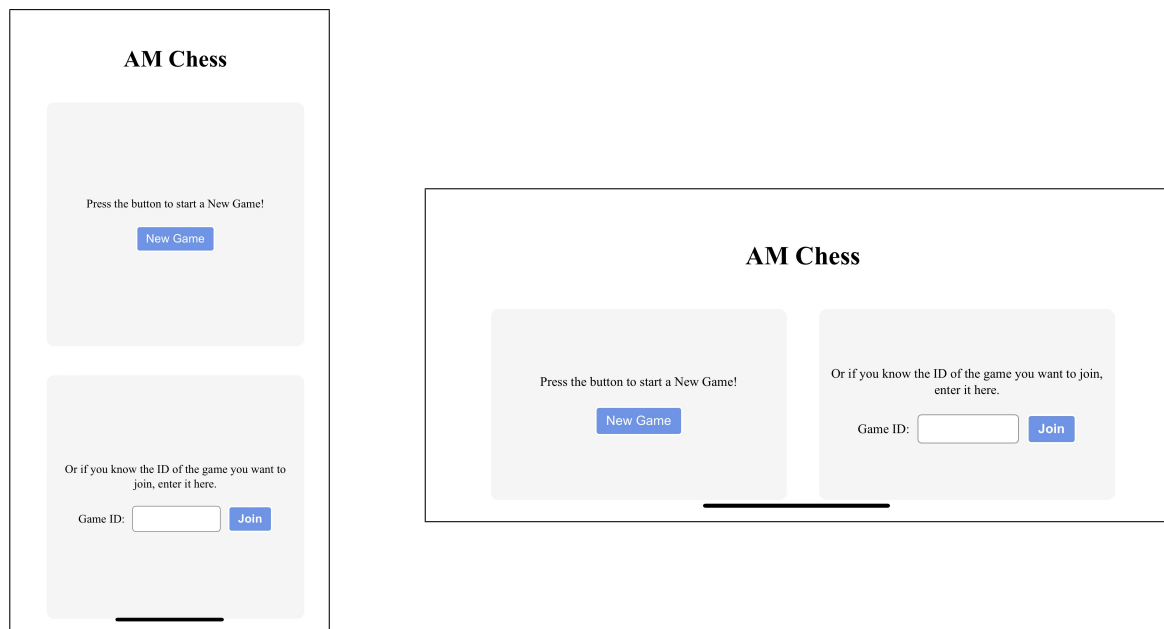 AM Chess
Press the button to start a New Game!
New Game
Or if you know the ID of the game you want to
join, enter it here.
Game ID:
Join
AM Chess
Press the button to start a New Game!
New Game
Or if you know the ID of the game you want to join,
enter it here.
Game ID:
Join